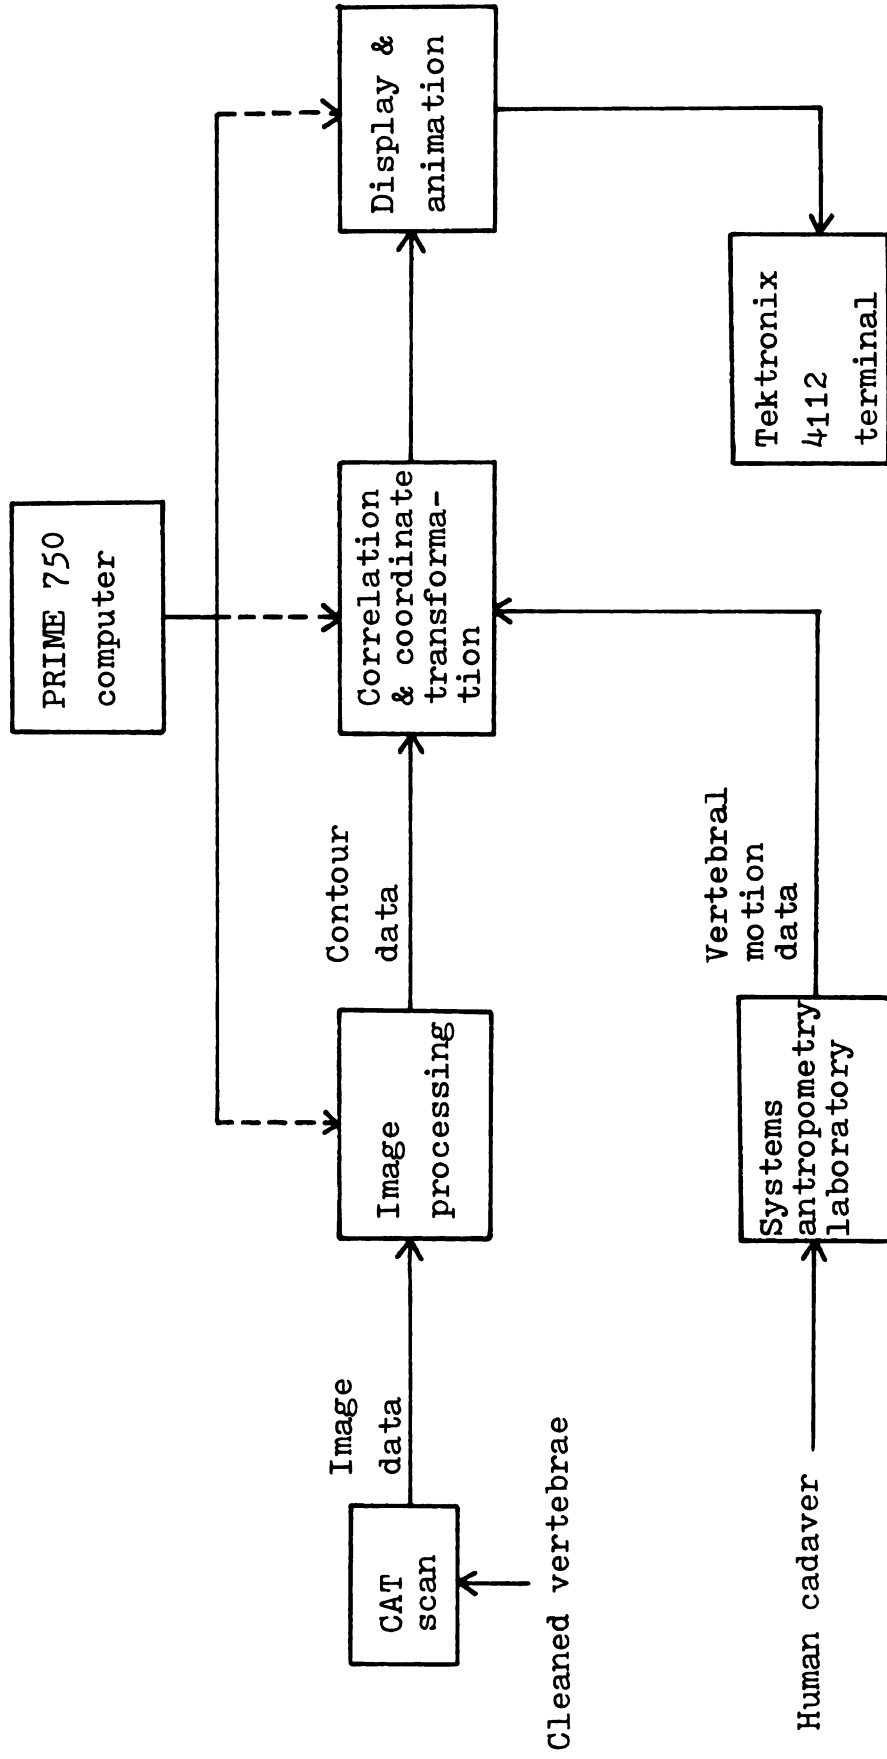 PRIME 750
computer
Image
data
Contour
data
CAT
scan
Image
processing
Correlation
& coordinate
transforma-
tion
Display &
animation
Cleaned vertebrae
Vertebral
motion
data
Human cadaver
Systems
antropometry
laboratory
Tektronix
4112
terminal